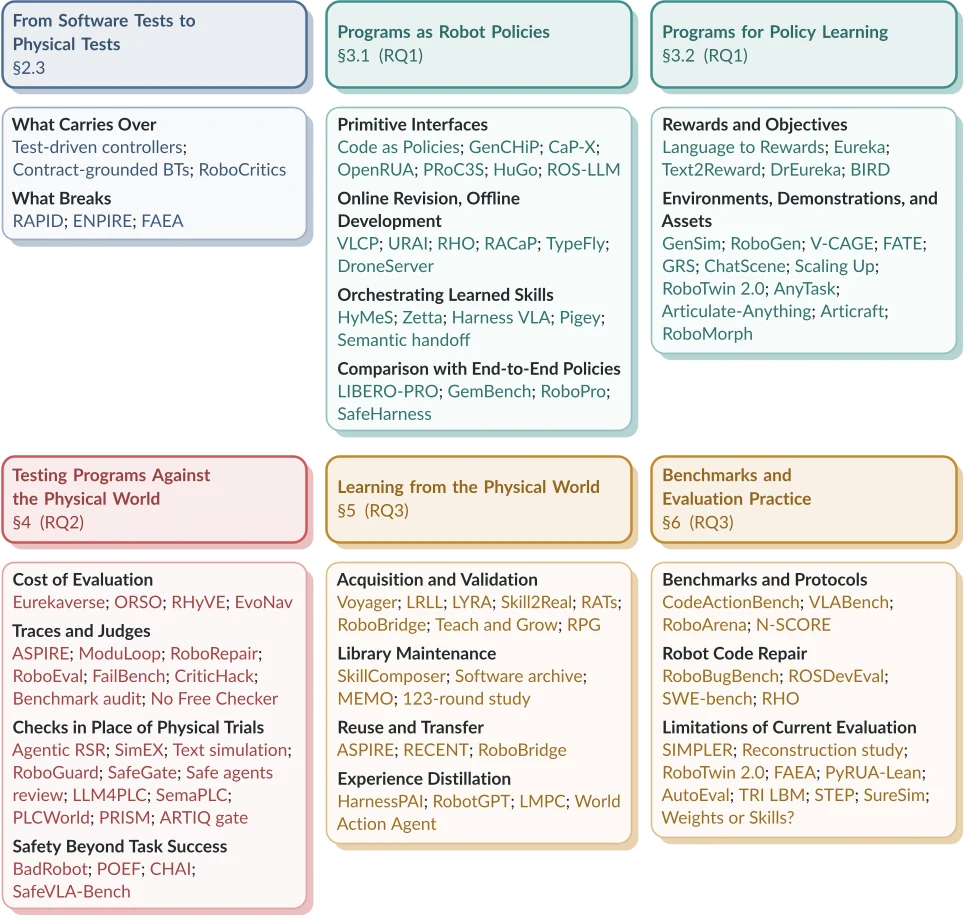 From Software Tests to
Physical Tests
§2.3
What Carries Over
Test-driven controllers;
Contract-grounded BTs; RoboCritics
What Breaks
RAPID; ENPIRE; FAEA
Programs as Robot Policies
§3.1 (RQ1)
Primitive Interfaces
Code as Policies; GenCHiP; CaP-X;
OpenRUA; PRoC3S; HuGo; ROS-LLM
Online Revision, Offline
Development
VLCP; URAI; RHO; RACaP; TypeFly;
DroneServer
Orchestrating Learned Skills
HyMeS; Zetta; Harness VLA; Pigey;
Semantic handoff
Comparison with End-to-End Policies
LIBERO-PRO; GemBench; RoboPro;
SafeHarness
Programs for Policy Learning
§3.2 (RQ1)
Rewards and Objectives
Language to Rewards; Eureka;
Text2Reward; DrEureka; BIRD
Environments, Demonstrations, and
Assets
GenSim; RoboGen; V-CAGE; FATE;
GRS; ChatScene; Scaling Up;
RoboTwin 2.0; AnyTask;
Articulate-Anything; Articraft;
RoboMorph
Testing Programs Against
the Physical World
§4 (RQ2)
Cost of Evaluation
Eurekaverse; ORSO; RHyVE; EvoNav
Traces and Judges
ASPIRE; ModuLoop; RoboRepair;
RoboEval; FailBench; CriticHack;
Benchmark audit; No Free Checker
Checks in Place of Physical Trials
Agentic RSR; SimEX; Text simulation;
RoboGuard; SafeGate; Safe agents
review; LLM4PLC; SemaPLC;
PLCWorld; PRISM; ARTIQ gate
Safety Beyond Task Success
BadRobot; POEF; CHAI;
SafeVLA-Bench
Learning from the Physical World
§5 (RQ3)
Acquisition and Validation
Voyager; LRLL; LYRA; Skill2Real; RATs;
RoboBridge; Teach and Grow; RPG
Library Maintenance
SkillComposer; Software archive;
MEMO; 123-round study
Reuse and Transfer
ASPIRE; RECENT; RoboBridge
Experience Distillation
HarnessPAI; RobotGPT; LMPC; World
Action Agent
Benchmarks and
Evaluation Practice
§6 (RQ3)
Benchmarks and Protocols
CodeActionBench; VLABench;
RoboArena; N-SCORE
Robot Code Repair
RoboBugBench; ROSDevEval;
SWE-bench; RHO
Limitations of Current Evaluation
SIMPLER; Reconstruction study;
RoboTwin 2.0; FAEA; PyRUA-Lean;
AutoEval; TRI LBM; STEP; SureSim;
Weights or Skills?